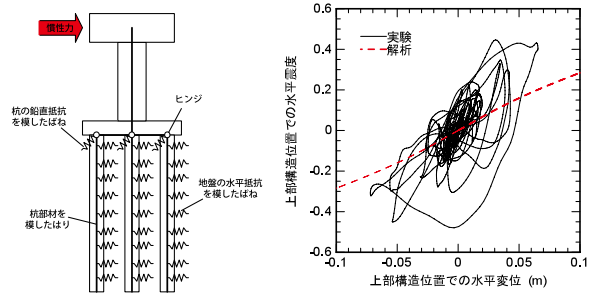 慣性力
杭の鉛直抵抗
を模したばね
ヒンジ
地盤の水平抵抗
を模したばね
杭部材を
模したはり
上部構造位置での水平震度
0.6
0.4
0.2
0
-0.2
-0.4
-0.6
実験
解析
-0.1
-0.05
0
0.05
0.1
上部構造位置での水平変位 (m)